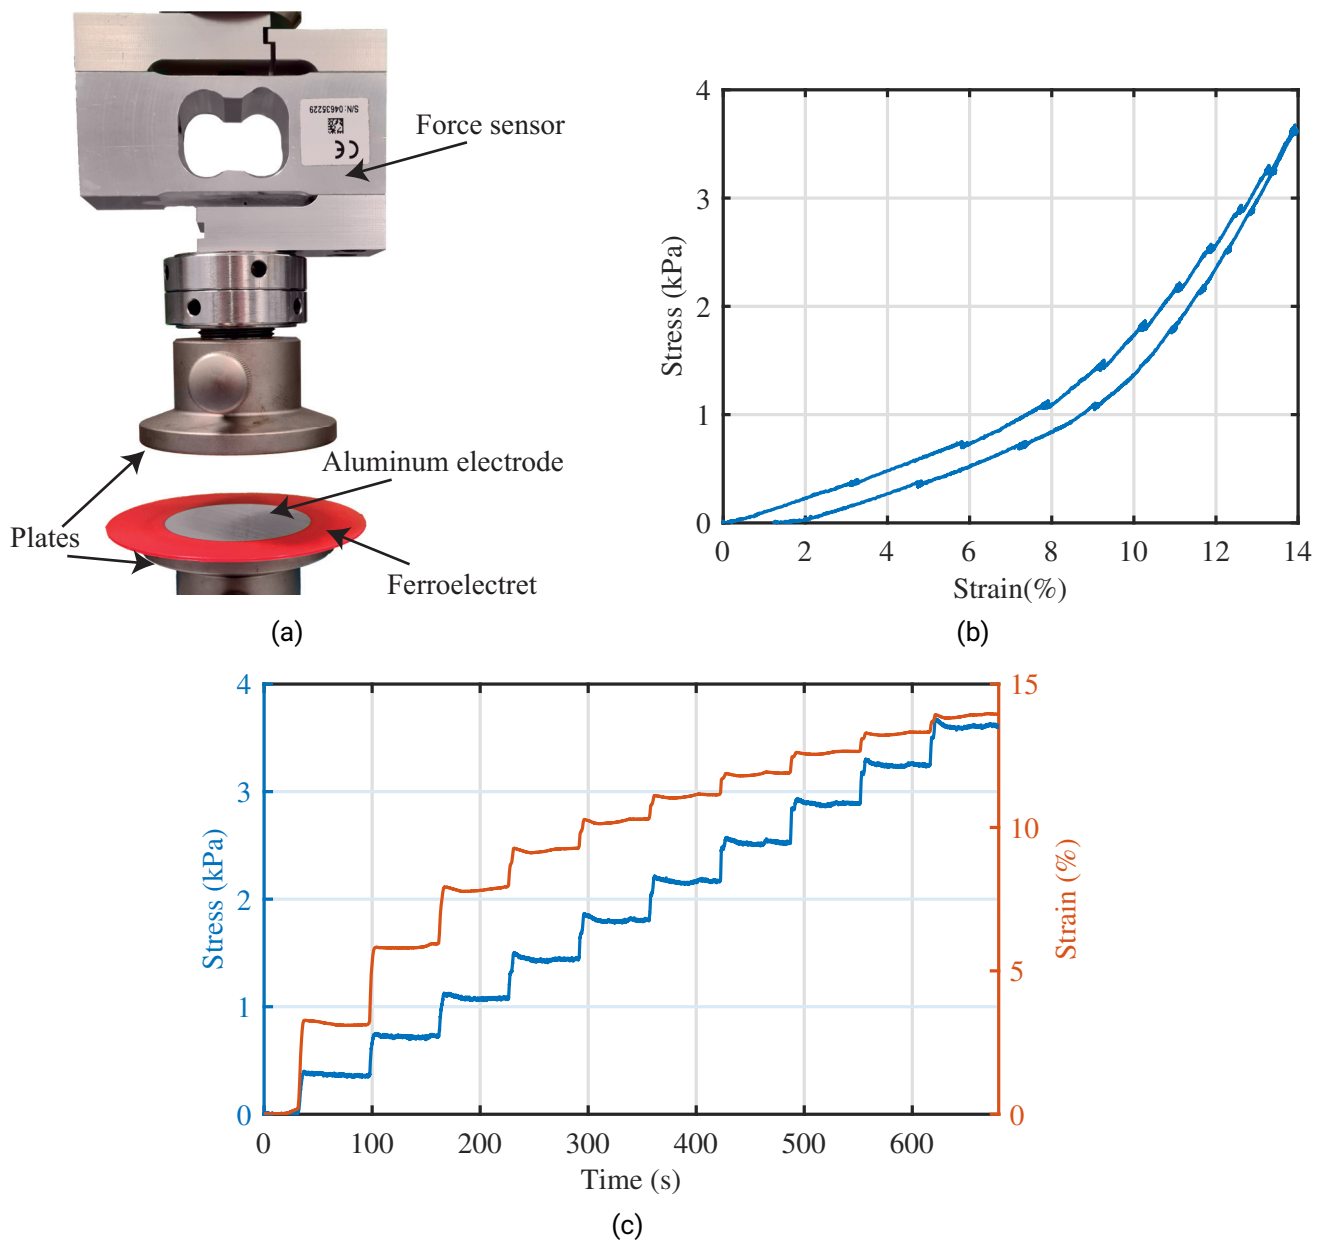 S/N: 04635229
CE
Force sensor
Aluminum electrode
Plates
Ferroelectret
(a)
4
3
2
1
0
Stress (kPa)
0 2 4 6 8 10 12 14
Strain(%)
(b)
4
3
2
1
0
Stress (kPa)
15
10
5
0
Strain (%)
0 100 200 300 400 500 600
Time (s)
(c)